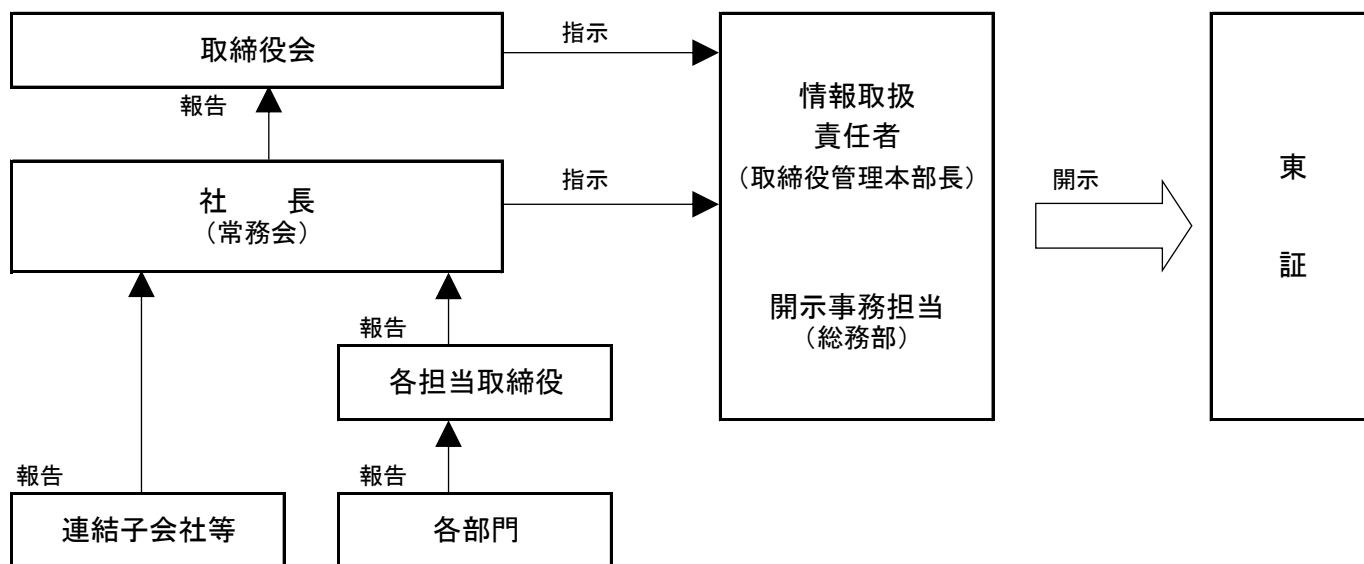 取締役会
指示
報告
社　　長
（常務会）
指示
情報取扱
責任者
（取締役管理本部長）
開示事務担当
（総務部）
開示
東
証
報告
各担当取締役
報告
連結子会社等
報告
各部門